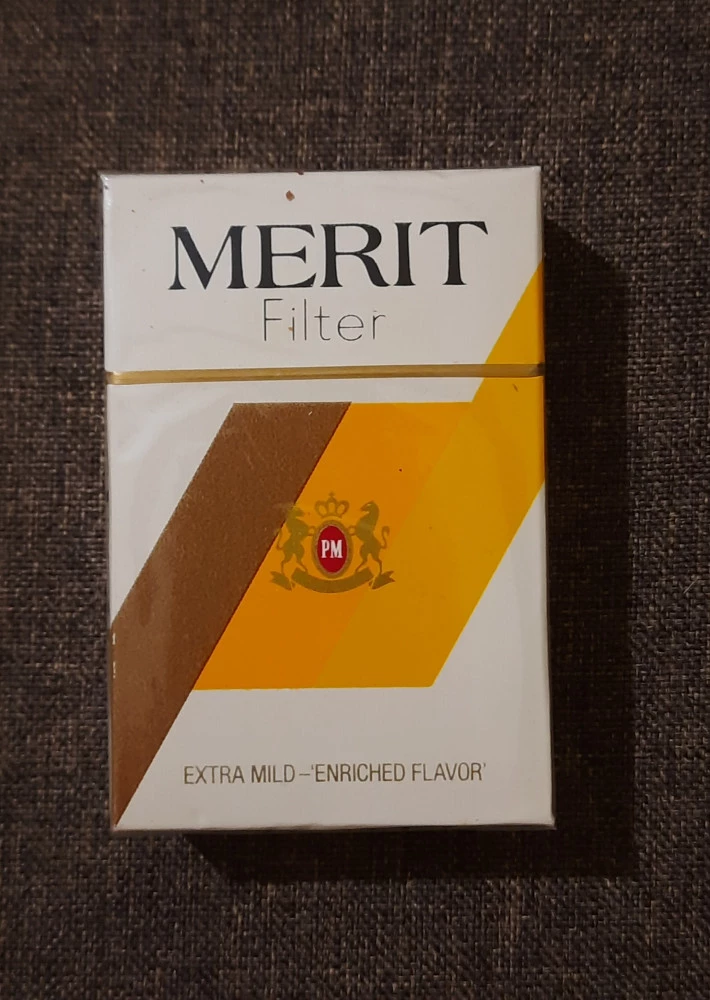 MERIT
Filter
PM
EXTRA MILD–'ENRICHED FLAVOR'